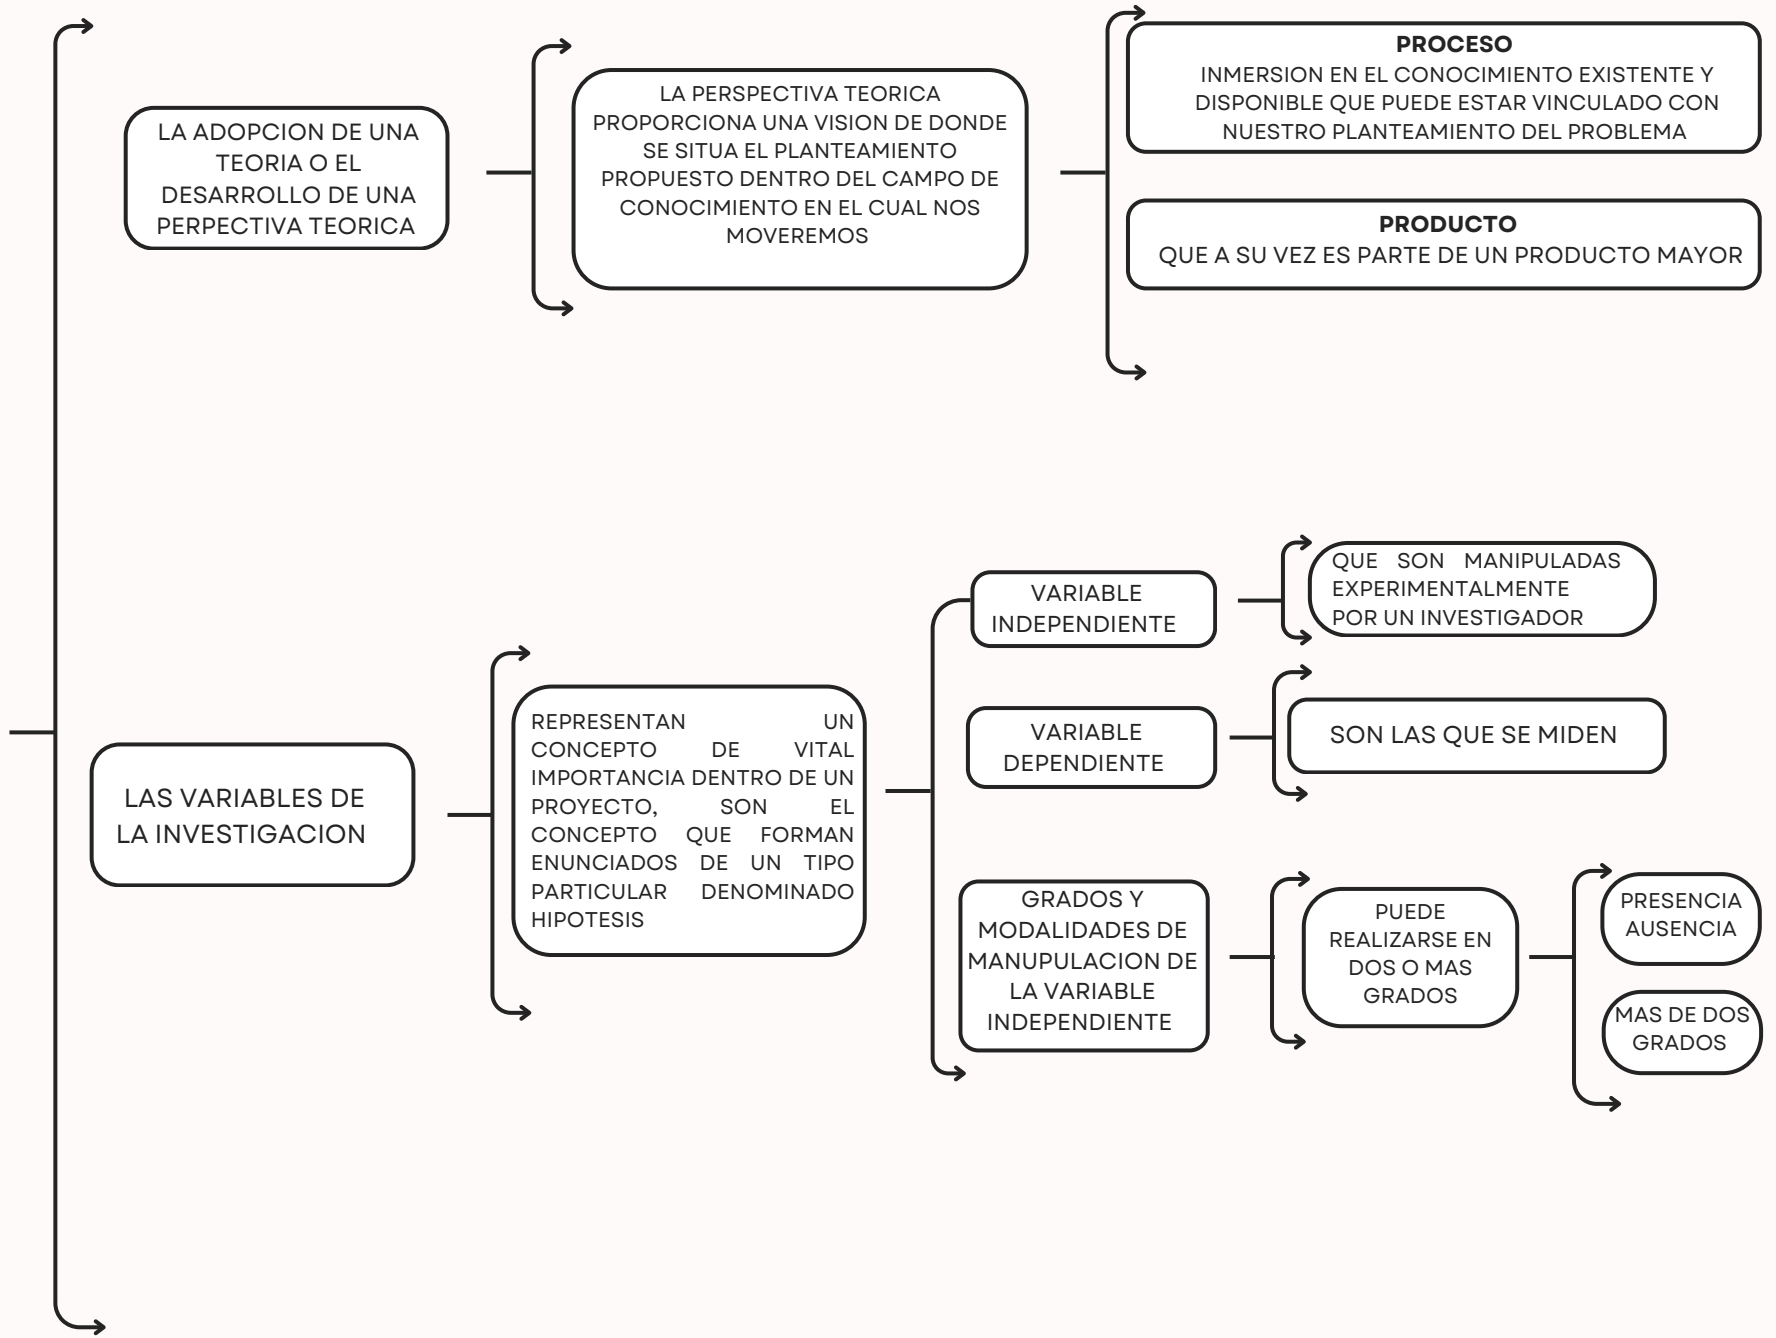 LA ADOPCION DE UNA
TEORIA O EL
DESARROLLO DE UNA
PERPECTIVA TEORICA
LA PERSPECTIVA TEORICA
PROPORCIONA UNA VISION DE DONDE
SE SITUA EL PLANTEAMIENTO
PROPUESTO DENTRO DEL CAMPO DE
CONOCIMIENTO EN EL CUAL NOS
MOVEREMOS
PROCESO
INMERSION EN EL CONOCIMIENTO EXISTENTE Y
DISPONIBLE QUE PUEDE ESTAR VINCULADO CON
NUESTRO PLANTEAMIENTO DEL PROBLEMA
PRODUCTO
QUE A SU VEZ ES PARTE DE UN PRODUCTO MAYOR
LAS VARIABLES DE
LA INVESTIGACION
REPRESENTAN UN
CONCEPTO DE VITAL
IMPORTANCIA DENTRO DE UN
PROYECTO, SON EL
CONCEPTO QUE FORMAN
ENUNCIADOS DE UN TIPO
PARTICULAR DENOMINADO
HIPOTESIS
VARIABLE
INDEPENDIENTE
QUE SON MANIPULADAS
EXPERIMENTALMENTE
POR UN INVESTIGADOR
VARIABLE
DEPENDIENTE
SON LAS QUE SE MIDEN
GRADOS Y
MODALIDADES DE
MANUPULACION DE
LA VARIABLE
INDEPENDIENTE
PUEDE
REALIZARSE EN
DOS O MAS
GRADOS
PRESENCIA
AUSENCIA
MAS DE DOS
GRADOS